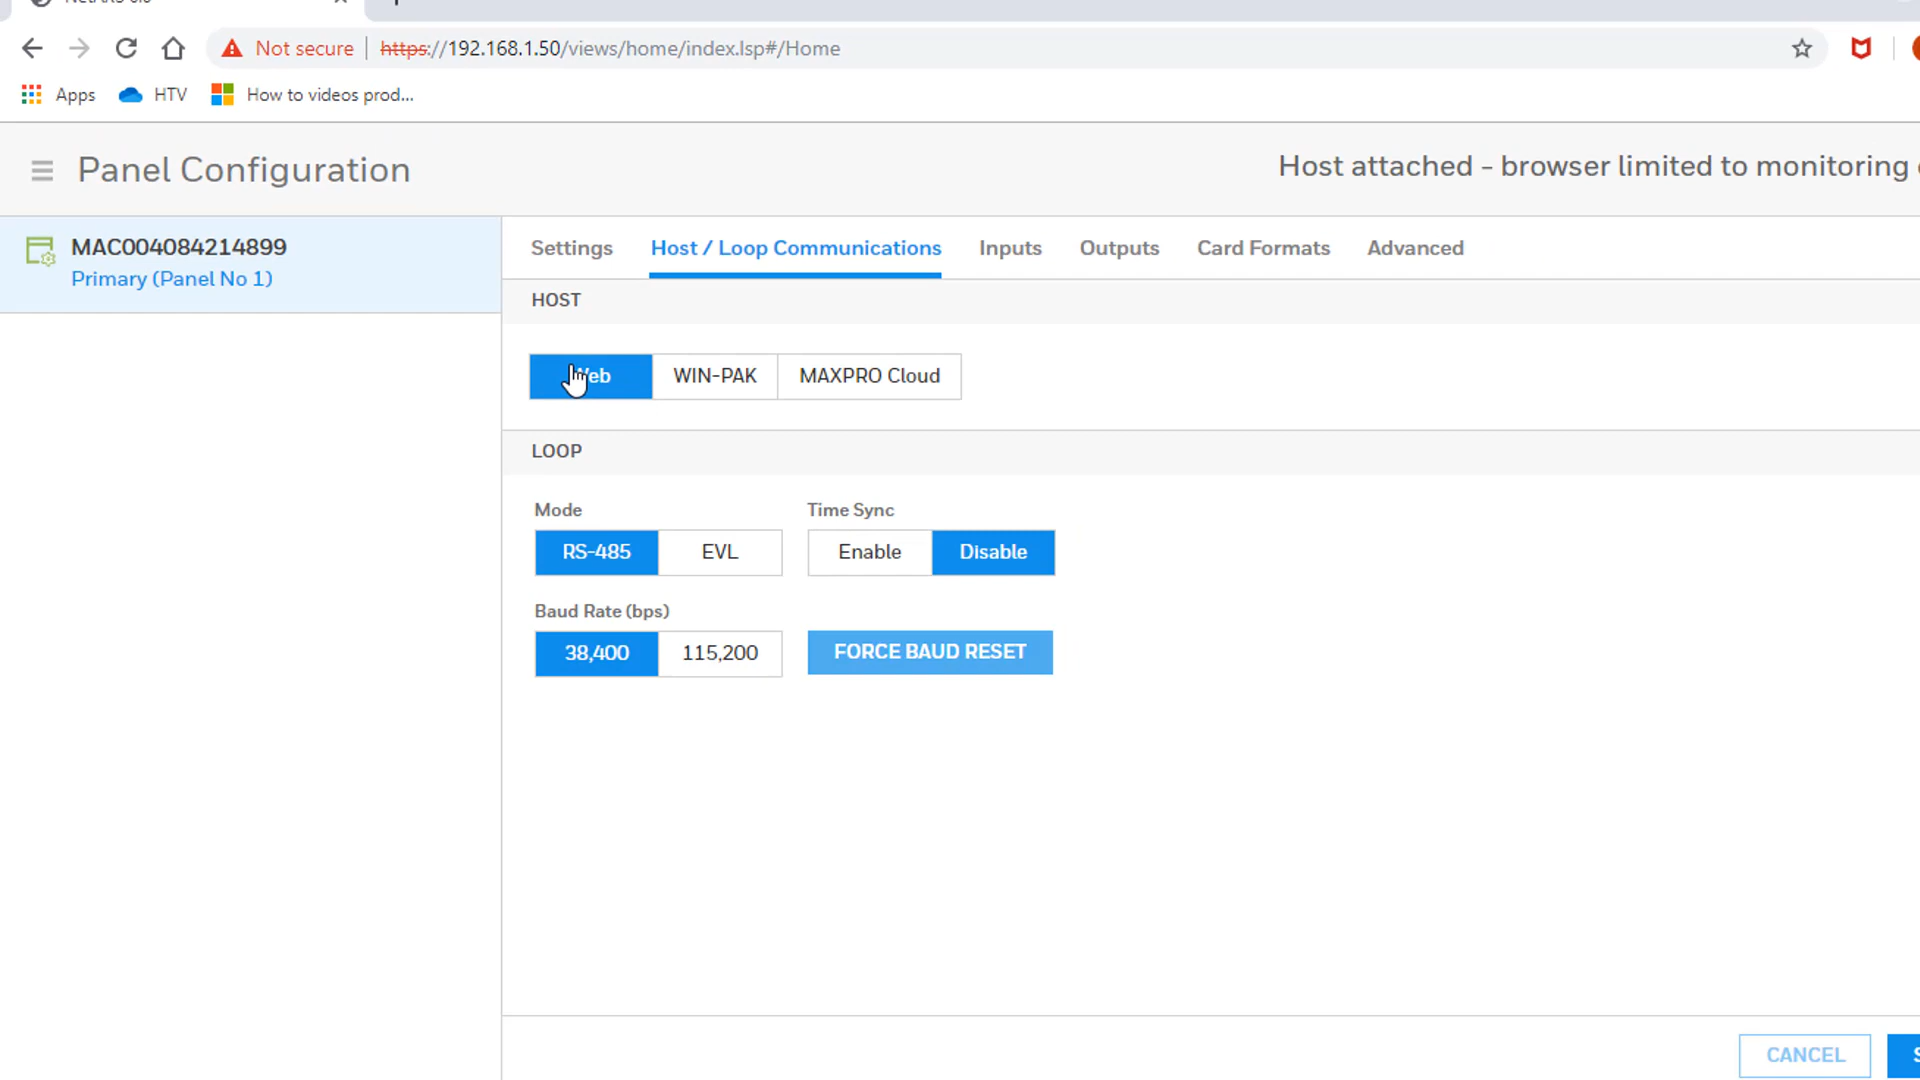 Not secure https://192.168.1.50/views/home/index.lsp#/Home
Apps HTV How to videos prod...
Panel Configuration
Host attached - browser limited to monitoring
MAC004084214899
Primary (Panel No 1)
Settings Host / Loop Communications Inputs Outputs Card Formats Advanced
HOST
Web WIN-PAK MAXPRO Cloud
LOOP
Mode Time Sync
RS-485 EVL Enable Disable
Baud Rate (bps)
38,400 115,200 FORCE BAUD RESET
CANCEL